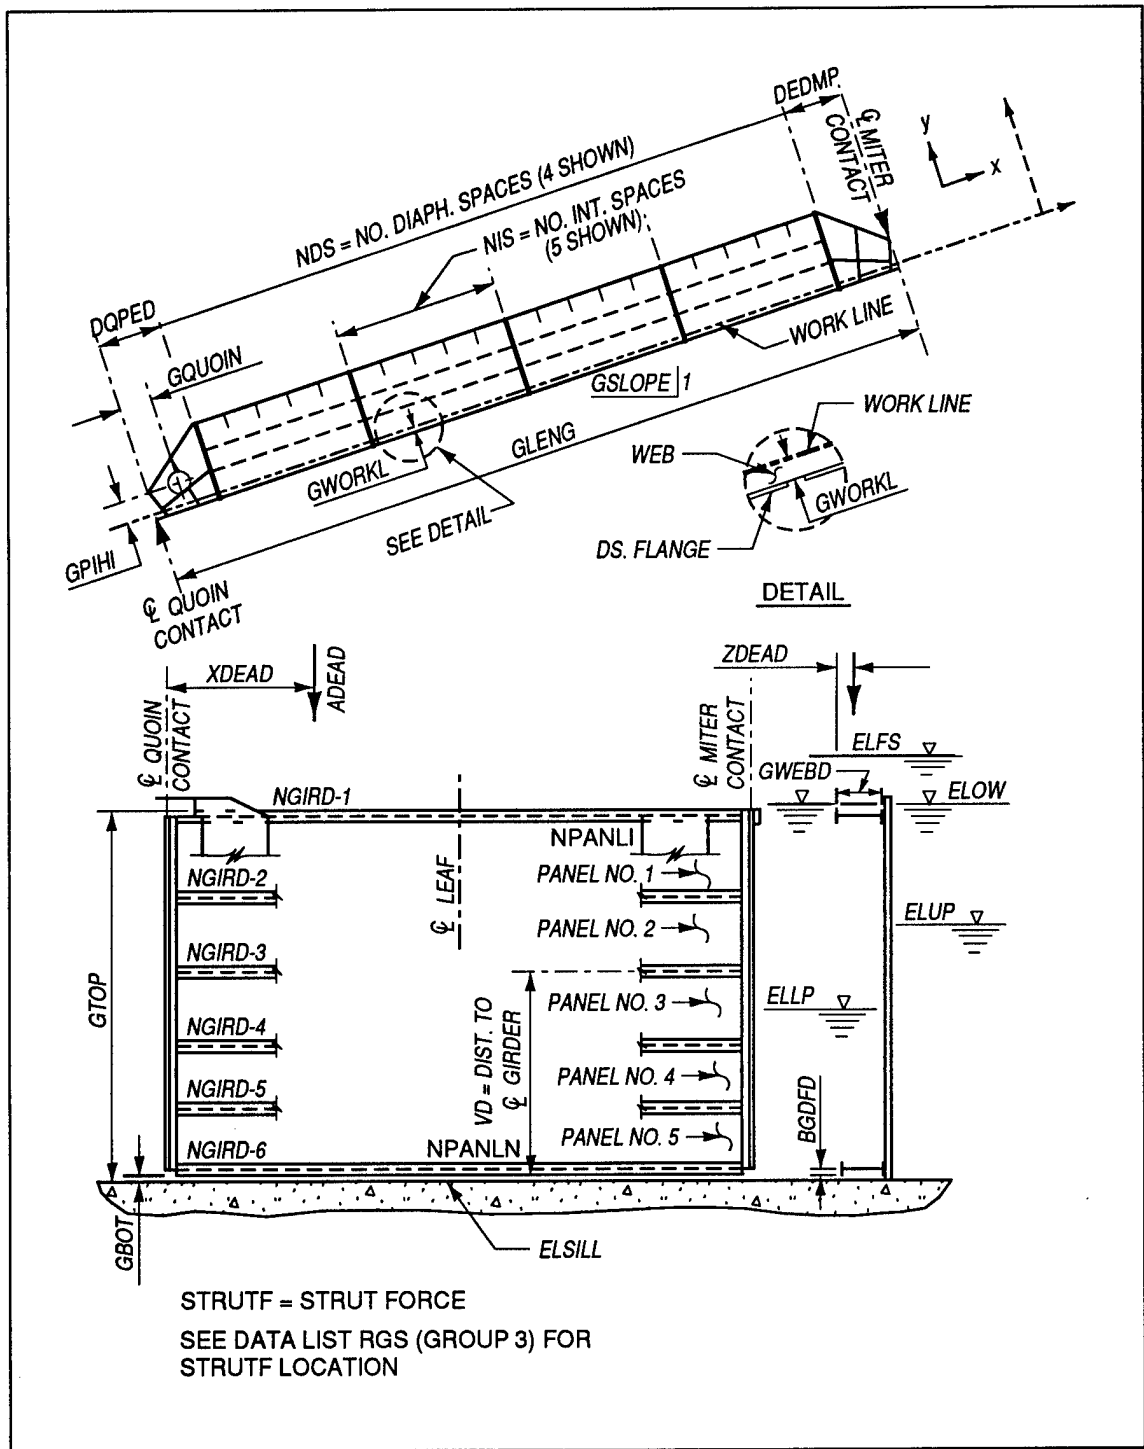 DEDMP
℄ MITER
CONTACT
y
x
NDS = NO. DIAPH. SPACES (4 SHOWN)
NIS = NO. INT. SPACES
(5 SHOWN)
DQPED
GQUOIN
WORK LINE
GSLOPE 1
GLENG
GWORKL
SEE DETAIL
GPIHI
℄ QUOIN
CONTACT
WORK LINE
WEB
GWORKL
DS. FLANGE
DETAIL
XDEAD
ADEAD
ZDEAD
℄ QUOIN
CONTACT
℄ MITER
CONTACT
ELFS
GWEBD
ELOW
NGIRD-1
NPANLI
NGIRD-2
PANEL NO. 1
℄ LEAF
PANEL NO. 2
ELUP
NGIRD-3
GTOP
PANEL NO. 3
ELLP
VD = DIST. TO
℄ GIRDER
NGIRD-4
PANEL NO. 4
NGIRD-5
PANEL NO. 5
BGDFD
NGIRD-6
NPANLN
GBOT
ELSILL
STRUTF = STRUT FORCE
SEE DATA LIST RGS (GROUP 3) FOR
STRUTF LOCATION